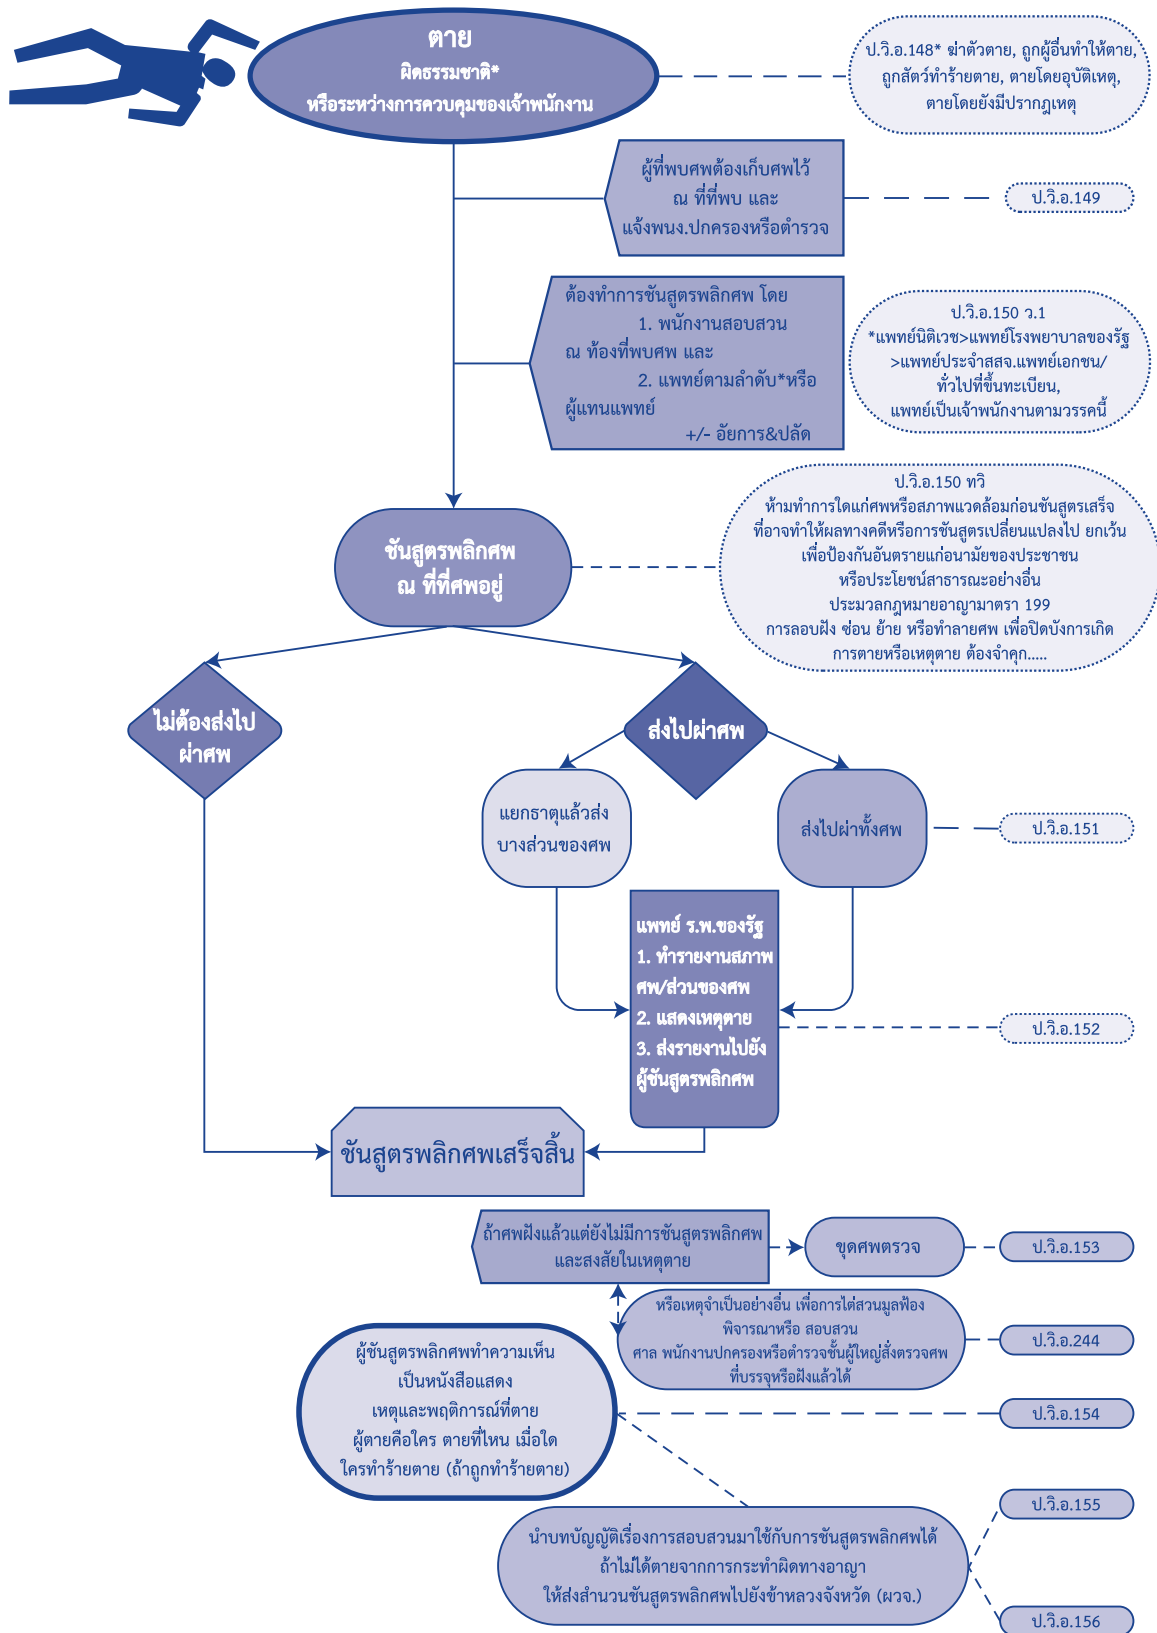 ตาย
ผิดธรรมชาติ*
หรือระหว่างการควบคุมของเจ้าพนักงาน
ป.วิ.อ.148* ฆ่าตัวตาย, ถูกผู้อื่นทำให้ตาย,
ถูกสัตว์ทำร้ายตาย, ตายโดยอุบัติเหตุ,
ตายโดยยังมีปรากฎเหตุ
ผู้ที่พบศพต้องเก็บศพไว้
ณ ที่ที่พบ และ
แจ้งพนง.ปกครองหรือตำรวจ
ป.วิ.อ.149
ต้องทำการชันสูตรพลิกศพ โดย
1. พนักงานสอบสวน
ณ ท้องที่พบศพ และ
2. แพทย์ตามลำดับ*หรือ
ผู้แทนแพทย์
+/- อัยการ&ปลัด
ป.วิ.อ.150 ว.1
*แพทย์นิติเวช>แพทย์โรงพยาบาลของรัฐ
>แพทย์ประจำสสจ.แพทย์เอกชน/
ทั่วไปที่ขึ้นทะเบียน,
แพทย์เป็นเจ้าพนักงานตามวรรคนี้
ป.วิ.อ.150 ทวิ
ห้ามทำการใดแก่ศพหรือสภาพแวดล้อมก่อนชันสูตรเสร็จ
ที่อาจทำให้ผลทางคดีหรือการชันสูตรเปลี่ยนแปลงไป ยกเว้น
เพื่อป้องกันอันตรายแก่อนามัยของประชาชน
หรือประโยชน์สาธารณะอย่างอื่น
ประมวลกฎหมายอาญามาตรา 199
การลอบฝัง ซ่อน ย้าย หรือทำลายศพ เพื่อปิดบังการเกิด
การตายหรือเหตุตาย ต้องจำคุก.....
ชันสูตรพลิกศพ
ณ ที่ที่ศพอยู่
ไม่ต้องส่งไป
ผ่าศพ
ส่งไปผ่าศพ
แยกธาตุแล้วส่ง
บางส่วนของศพ
ส่งไปผ่าทั้งศพ
ป.วิ.อ.151
แพทย์ ร.พ.ของรัฐ
1. ทำรายงานสภาพ
ศพ/ส่วนของศพ
2. แสดงเหตุตาย
3. ส่งรายงานไปยัง
ผู้ชันสูตรพลิกศพ
ป.วิ.อ.152
ชันสูตรพลิกศพเสร็จสิ้น
ถ้าศพฝังแล้วแต่ยังไม่มีการชันสูตรพลิกศพ
และสงสัยในเหตุตาย
ขุดศพตรวจ
ป.วิ.อ.153
หรือเหตุจำเป็นอย่างอื่น เพื่อการไต่สวนมูลฟ้อง
พิจารณาหรือ สอบสวน
ศาล พนักงานปกครองหรือตำรวจชั้นผู้ใหญ่สั่งตรวจศพ
ที่บรรจุหรือฝังแล้วได้
ป.วิ.อ.244
ผู้ชันสูตรพลิกศพทำความเห็น
เป็นหนังสือแสดง
เหตุและพฤติการณ์ที่ตาย
ผู้ตายคือใคร ตายที่ไหน เมื่อใด
ใครทำร้ายตาย (ถ้าถูกทำร้ายตาย)
ป.วิ.อ.154
นำบทบัญญัติเรื่องการสอบสวนมาใช้กับการชันสูตรพลิกศพได้
ถ้าไม่ได้ตายจากการกระทำผิดทางอาญา
ให้ส่งสำนวนชันสูตรพลิกศพไปยังข้าหลวงจังหวัด (ผวจ.)
ป.วิ.อ.155
ป.วิ.อ.156